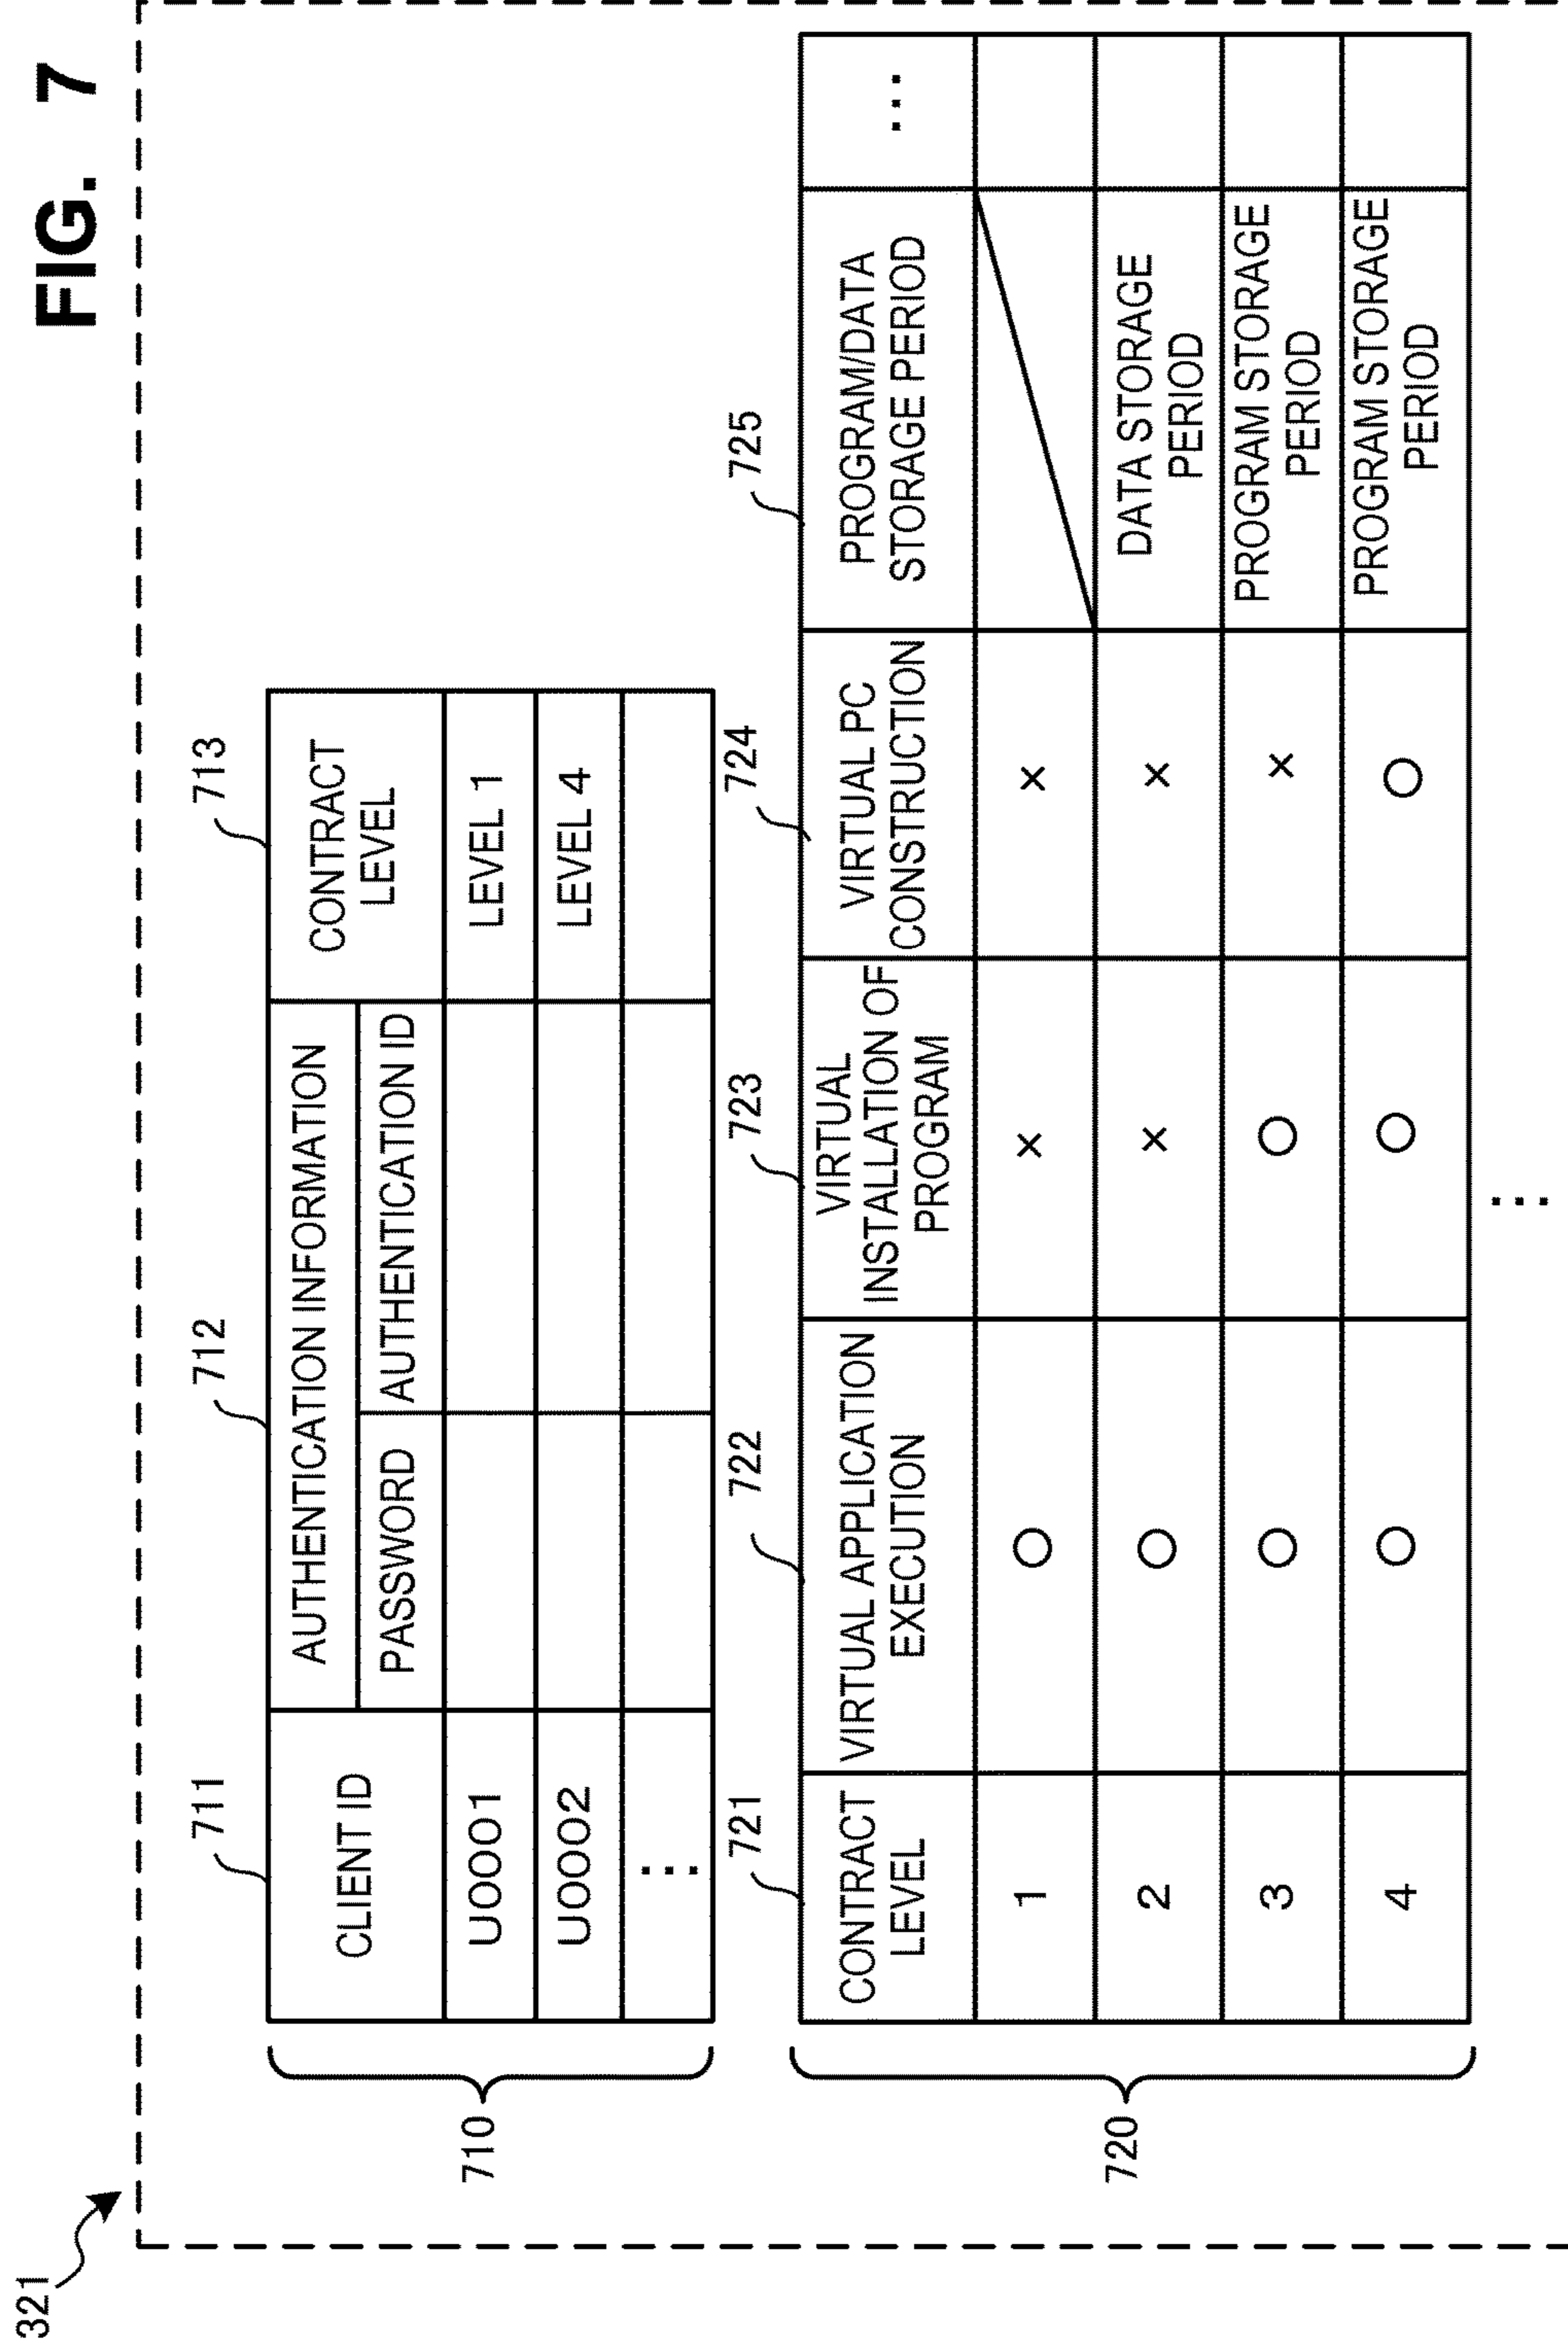 FIG. 7
321
711
712
713
CLIENT ID
AUTHENTICATION INFORMATION
CONTRACT
LEVEL
PASSWORD
AUTHENTICATION ID
U0001
LEVEL 1
U0002
LEVEL 4
⋮
710
721
722
723
724
725
CONTRACT
LEVEL
VIRTUAL APPLICATION
EXECUTION
VIRTUAL
INSTALLATION OF
PROGRAM
VIRTUAL PC
CONSTRUCTION
PROGRAM/DATA
STORAGE PERIOD
...
1 ○ × ×
2 ○ × × DATA STORAGE
PERIOD
3 ○ ○ × PROGRAM STORAGE
PERIOD
4 ○ ○ ○ PROGRAM STORAGE
PERIOD
720
⋮